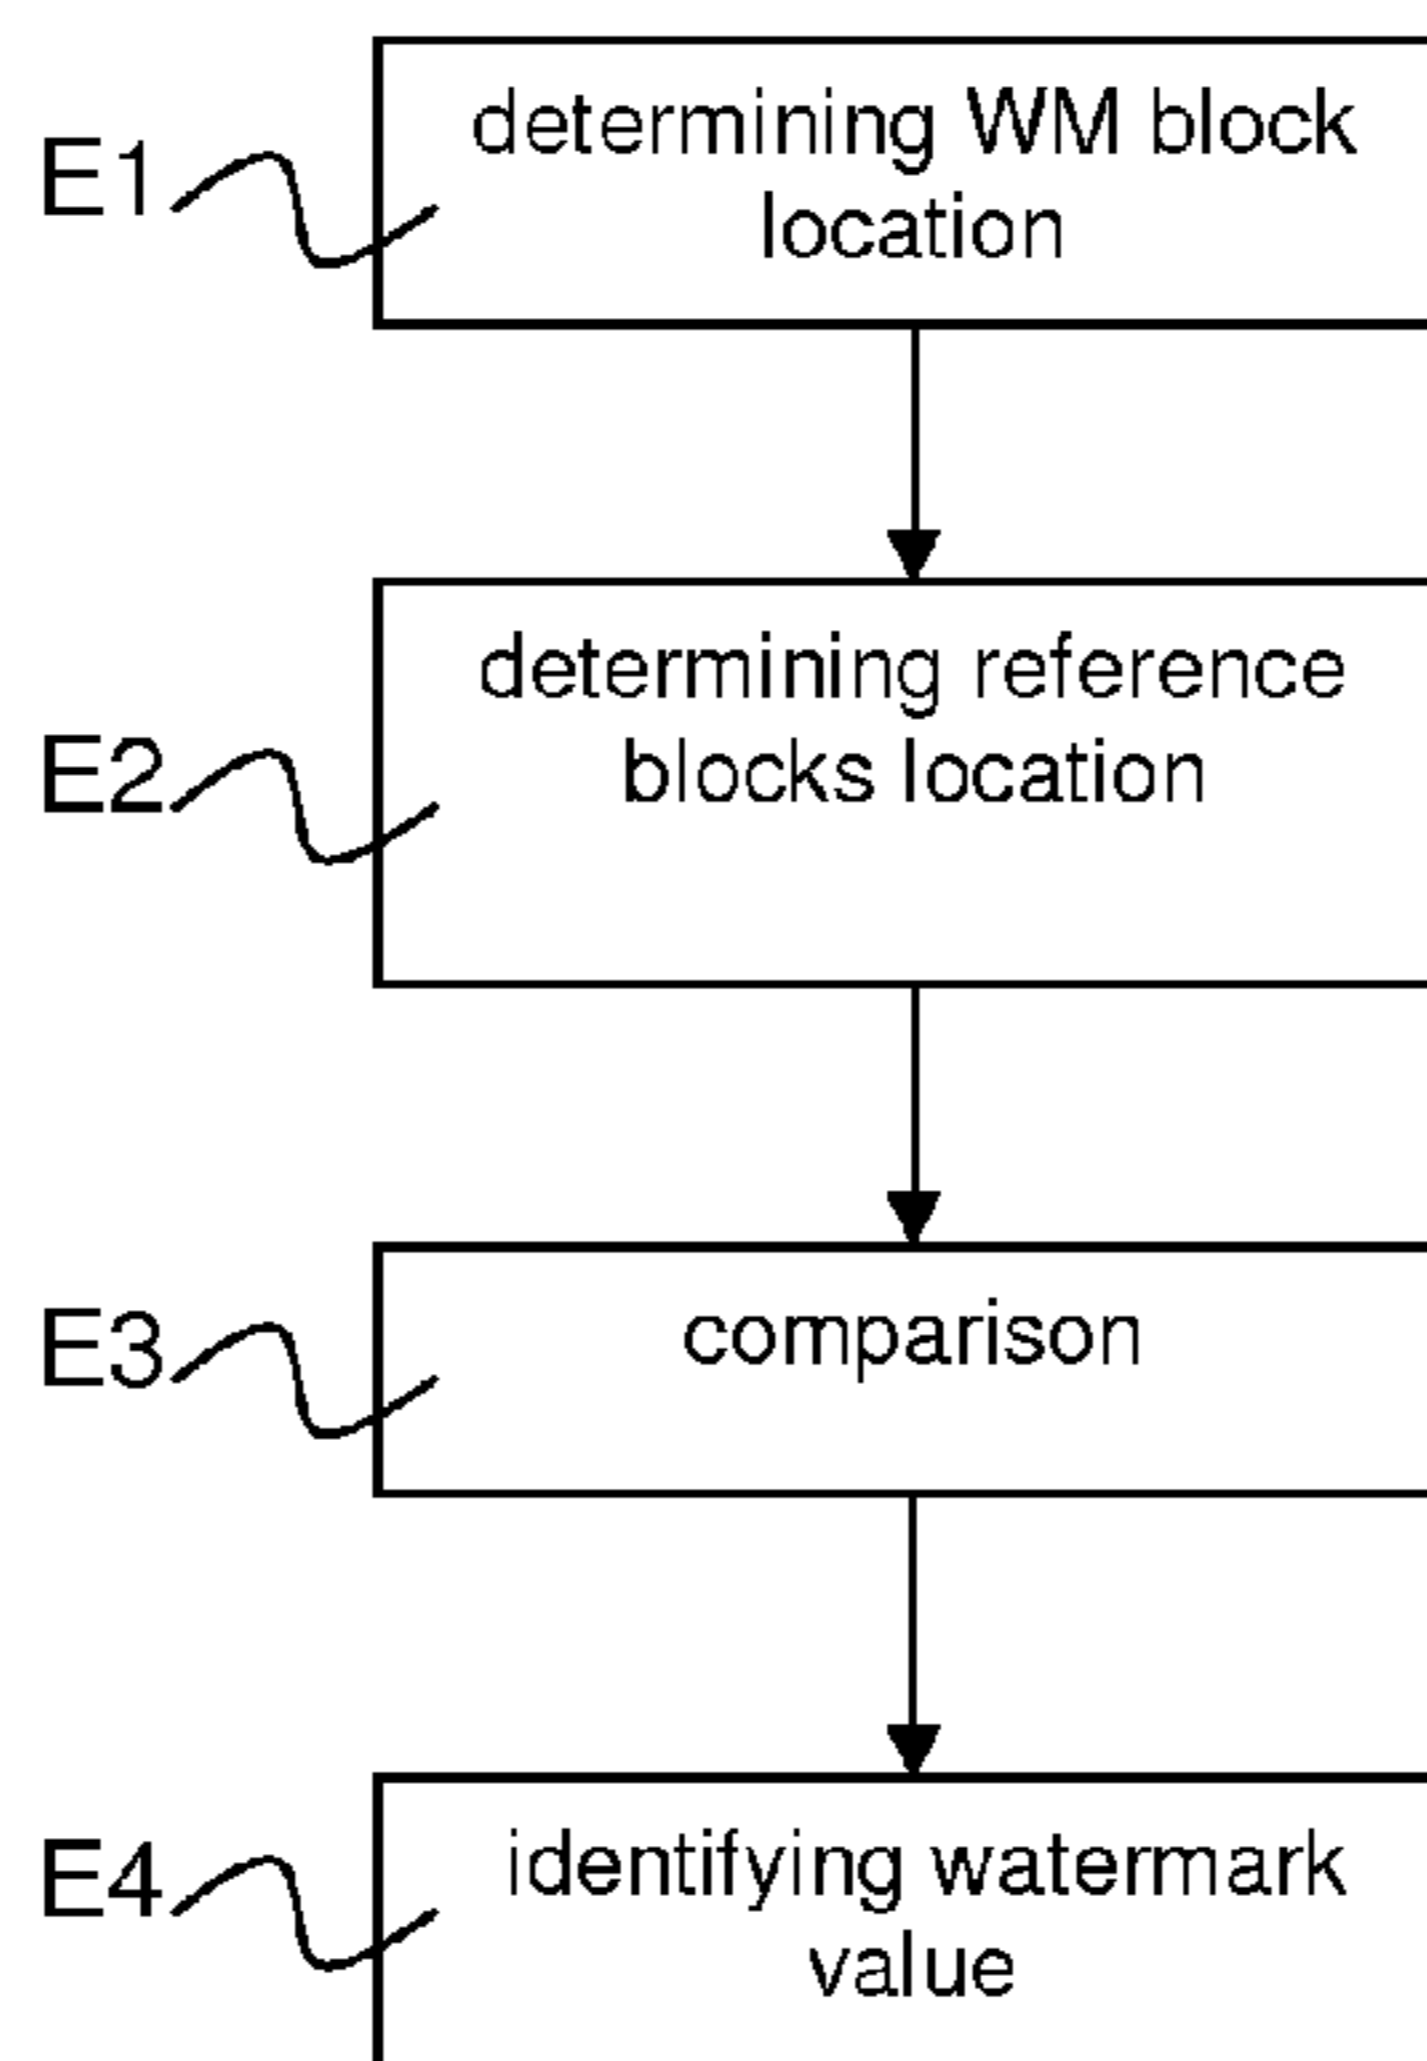 E1
determining WM block
location
E2
determining reference
blocks location
E3
comparison
E4
identifying watermark
value